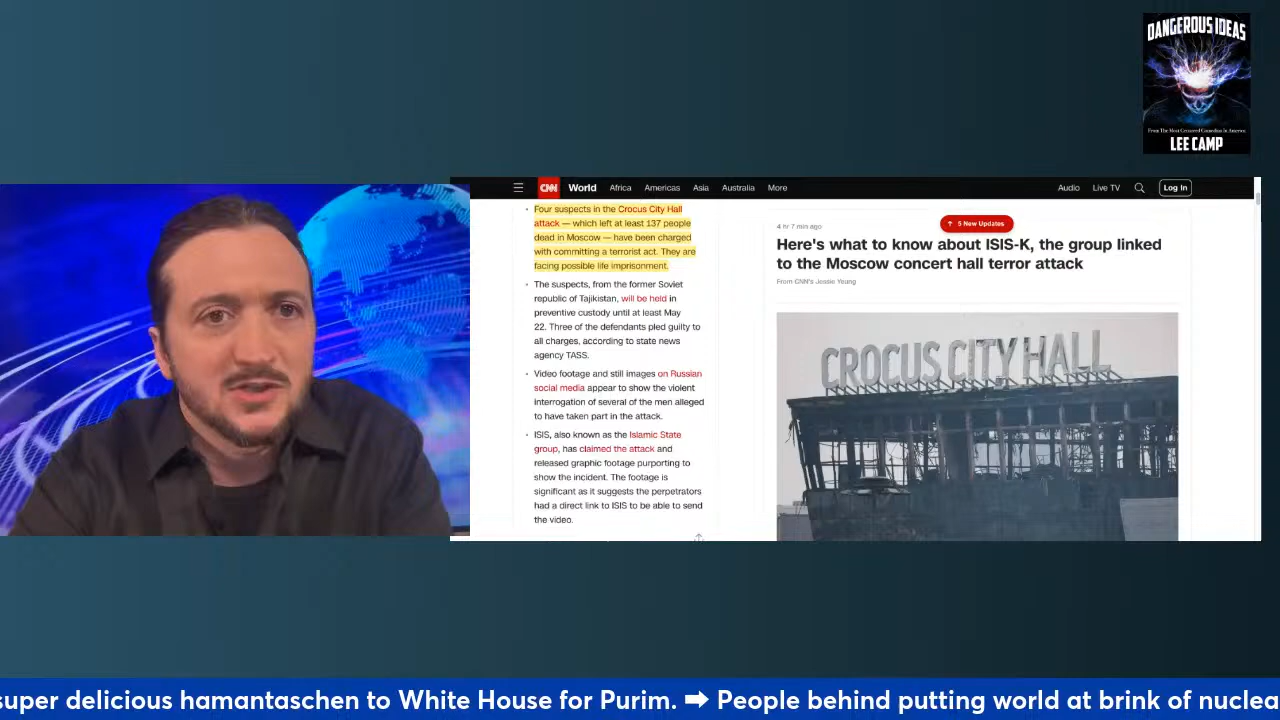 DANGEROUS IDEAS
From The Most Censored Comedian In America
LEE CAMP
CNN World Africa Americas Asia Australia More Audio Live TV Log In
Four suspects in the Crocus City Hall
attack — which left at least 137 people
dead in Moscow — have been charged
with committing a terrorist act. They are
facing possible life imprisonment.
The suspects, from the former Soviet
republic of Tajikistan, will be held in
preventive custody until at least May
22. Three of the defendants pled guilty to
all charges, according to state news
agency TASS.
Video footage and still images on Russian
social media appear to show the violent
interrogation of several of the men alleged
to have taken part in the attack.
ISIS, also known as the Islamic State
group, has claimed the attack and
released graphic footage purporting to
show the incident. The footage is
significant as it suggests the perpetrators
had a direct link to ISIS to be able to send
the video.
5 New Updates
4 hr 7 min ago
Here's what to know about ISIS-K, the group linked
to the Moscow concert hall terror attack
From CNN's Jessie Yeung
CROCUS CITY HALL
super delicious hamantaschen to White House for Purim. ➡ People behind putting world at brink of nuclea